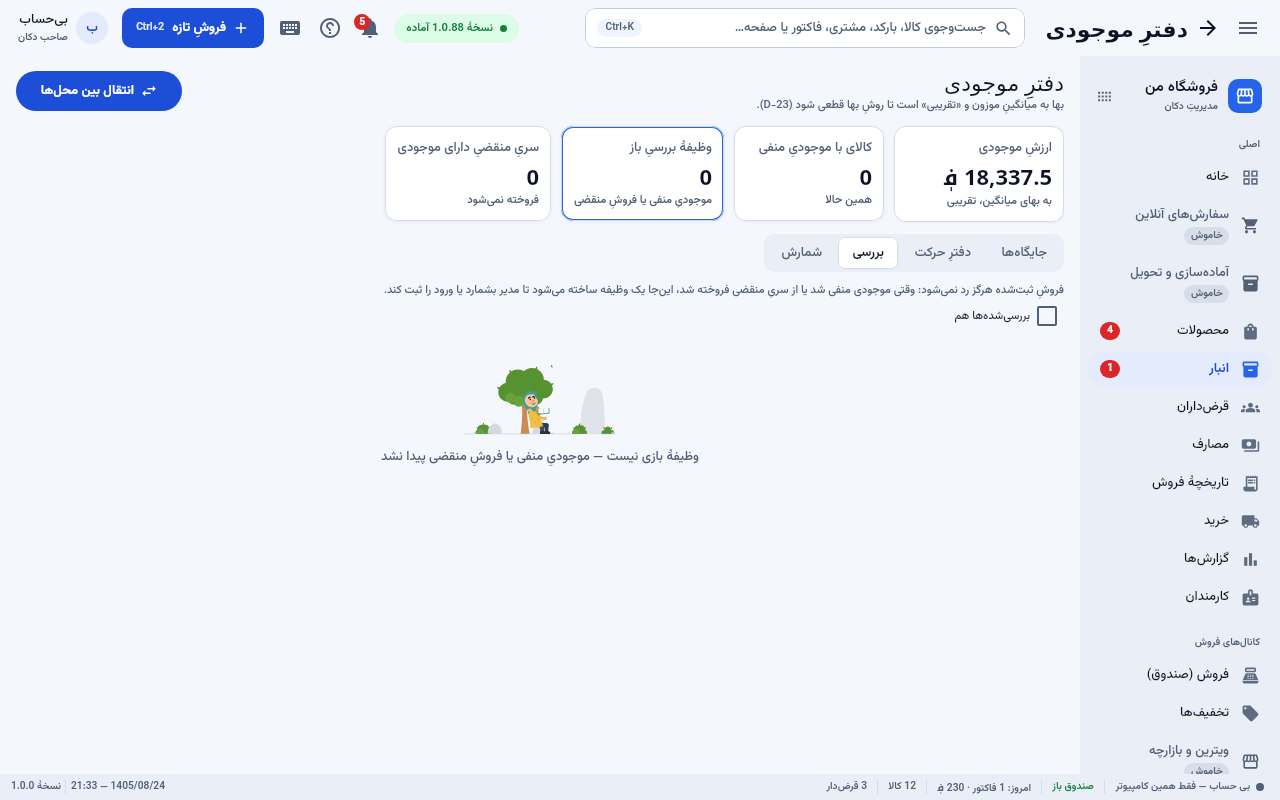 دفترِ موجودی
جست‌وجوی کالا، بارکد، مشتری، فاکتور یا صفحه… Ctrl+K
نسخهٔ 1.0.88 آماده
5
فروشِ تازه Ctrl+2
ب
بی‌حساب
صاحب دکان
فروشگاه من
مدیریتِ دکان
اصلی
خانه
سفارش‌های آنلاین
خاموش
آماده‌سازی و تحویل
خاموش
محصولات 4
انبار 1
قرض‌داران
مصارف
تاریخچهٔ فروش
خرید
گزارش‌ها
کارمندان
کانال‌های فروش
فروش (صندوق)
تخفیف‌ها
ویترین و بازارچه
خاموش
دفترِ موجودی
بها به میانگینِ موزون و «تقریبی» است تا روشِ بها قطعی شود (D-23).
انتقال بین محل‌ها
ارزشِ موجودی
18,337.5 ؋
به بهای میانگین، تقریبی
کالای با موجودیِ منفی
0
همین حالا
وظیفهٔ بررسیِ باز
0
موجودیِ منفی یا فروشِ منقضی
سریِ منقضیِ دارای موجودی
0
فروخته نمی‌شود
جایگاه‌ها
دفترِ حرکت
بررسی
شمارش
فروشِ ثبت‌شده هرگز رد نمی‌شود: وقتی موجودی منفی شد یا از سریِ منقضی فروخته شد، این‌جا یک وظیفه ساخته می‌شود تا مدیر بشمارد یا ورود را ثبت کند.
بررسی‌شده‌ها هم
وظیفهٔ بازی نیست — موجودیِ منفی یا فروشِ منقضی پیدا نشد
بی حساب — فقط همین کامپیوتر
صندوق باز
امروز: 1 فاکتور · 230 ؋
12 کالا
3 قرض‌دار
1405/08/24 — 21:33
نسخهٔ 1.0.0